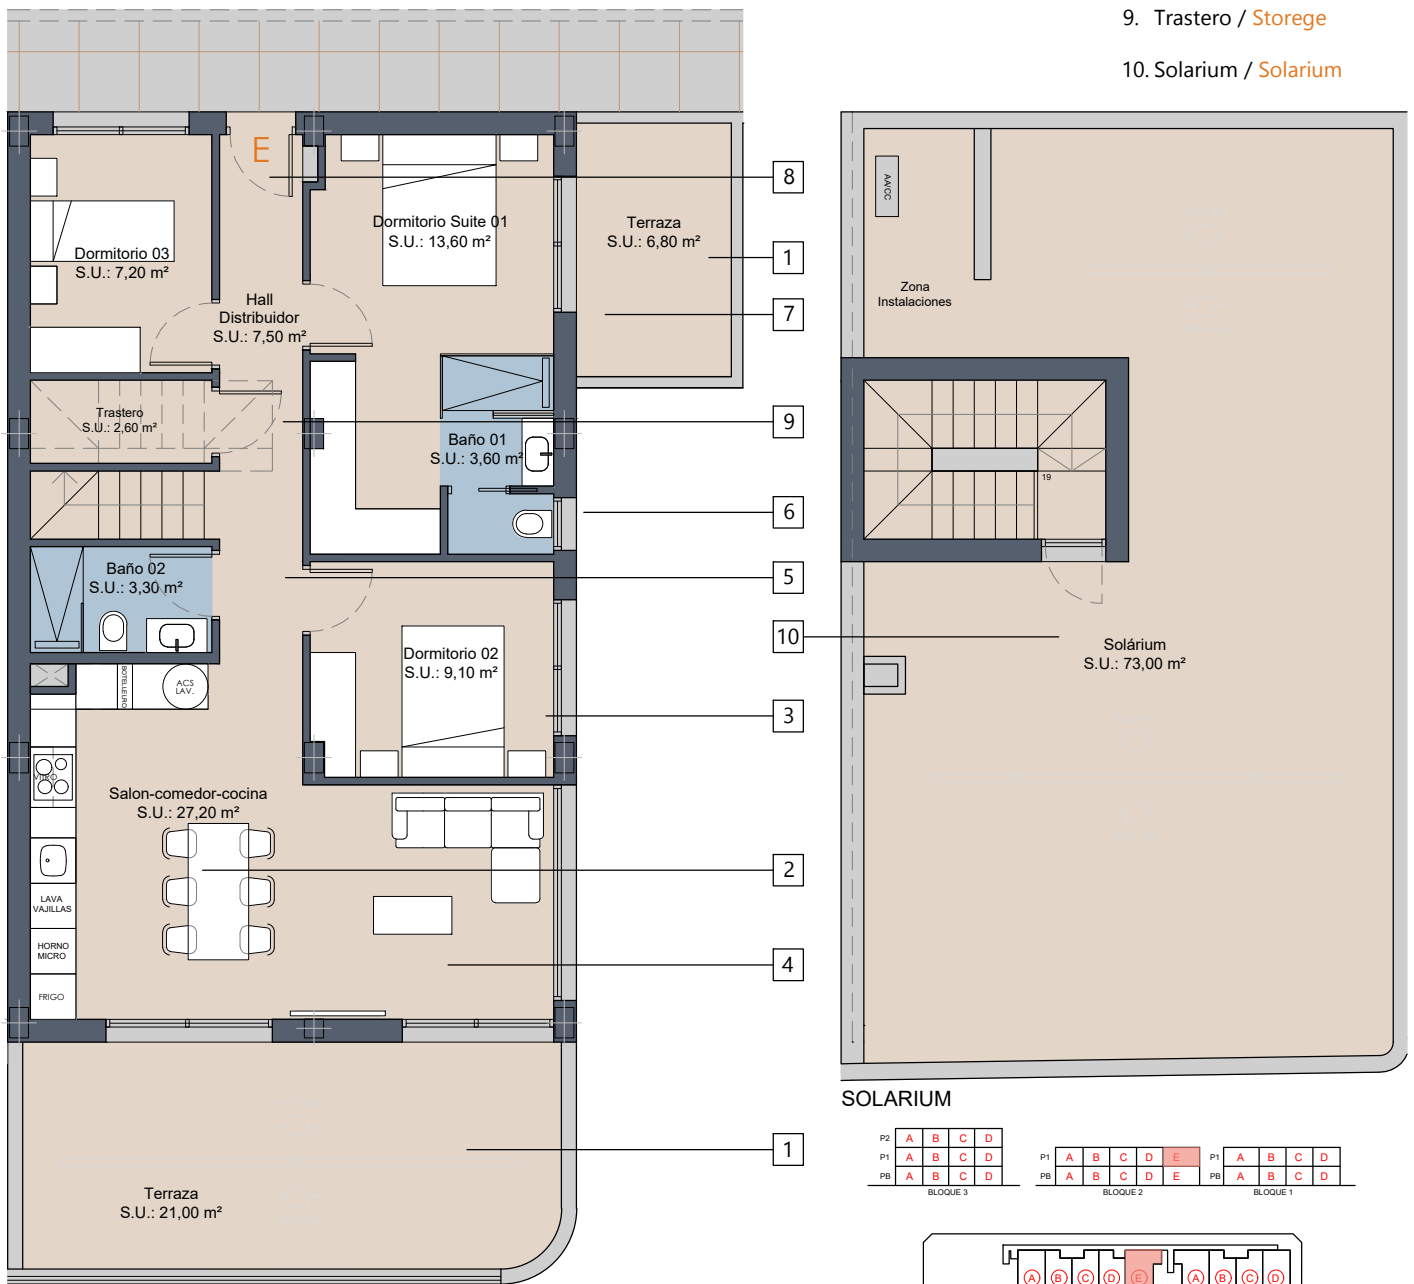 9. Trastero / Storege
10. Solarium / Solarium
E
8
Dormitorio Suite 01
S.U.: 13,60 m²
Terraza
S.U.: 6,80 m²
1
Dormitorio 03
S.U.: 7,20 m²
Hall
Distribuidor
S.U.: 7,50 m²
7
AA/CC
Zona
Instalaciones
Trastero
S.U.: 2,60 m²
9
Baño 01
S.U.: 3,60 m²
19
6
Baño 02
S.U.: 3,30 m²
5
10
Solárium
S.U.: 73,00 m²
Dormitorio 02
S.U.: 9,10 m²
BOTELLERO
ACS
LAV.
3
VITRO
Salon-comedor-cocina
S.U.: 27,20 m²
2
LAVA
VAJILLAS
HORNO
MICRO
4
FRIGO
SOLARIUM
1
Terraza
S.U.: 21,00 m²
P2 A B C D
P1 A B C D
PB A B C D
BLOQUE 3
P1 A B C D E
PB A B C D E
BLOQUE 2
P1 A B C D
PB A B C D
BLOQUE 1
A B C D E A B C D